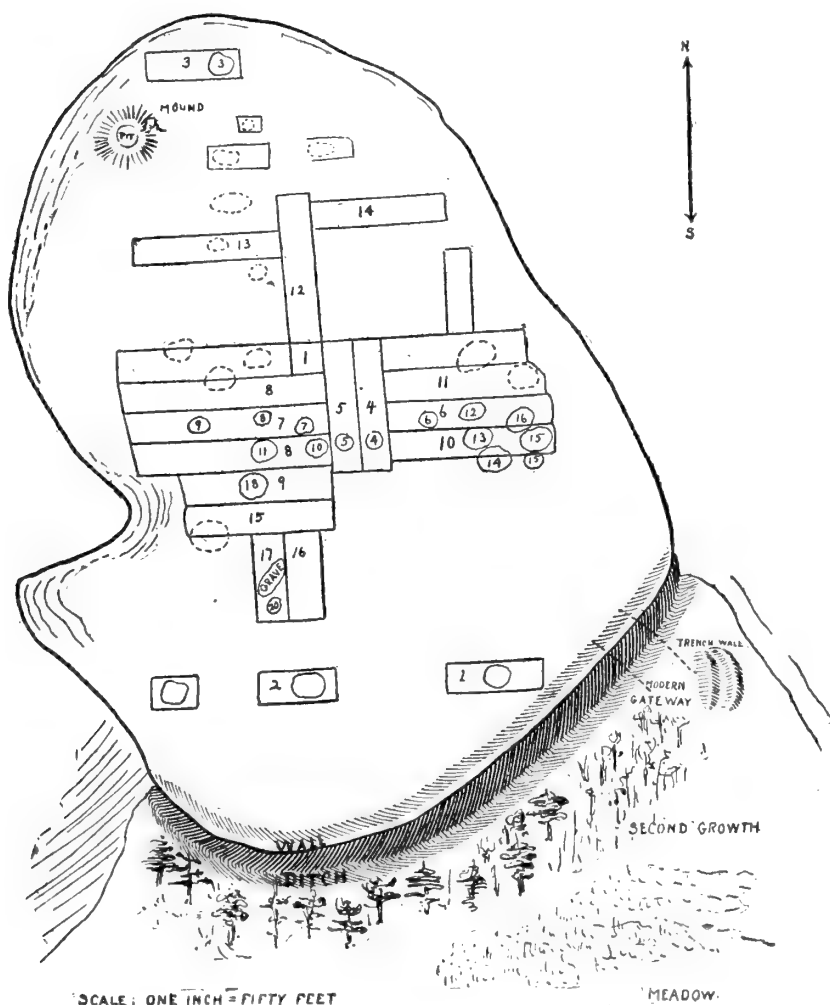 3 3
MOUND
PIT
N
S
14
13
12
1
8
11
5 4
9 8 7 7
6 6 12 16
11 8 10
5 4
10 13 15
14 15
18 9
15
17 16
GRAVE
20
2
1
TRENCH WALL
MODERN
GATEWAY
SECOND GROWTH
WALL
DITCH
SCALE: ONE INCH = FIFTY FEET
MEADOW.